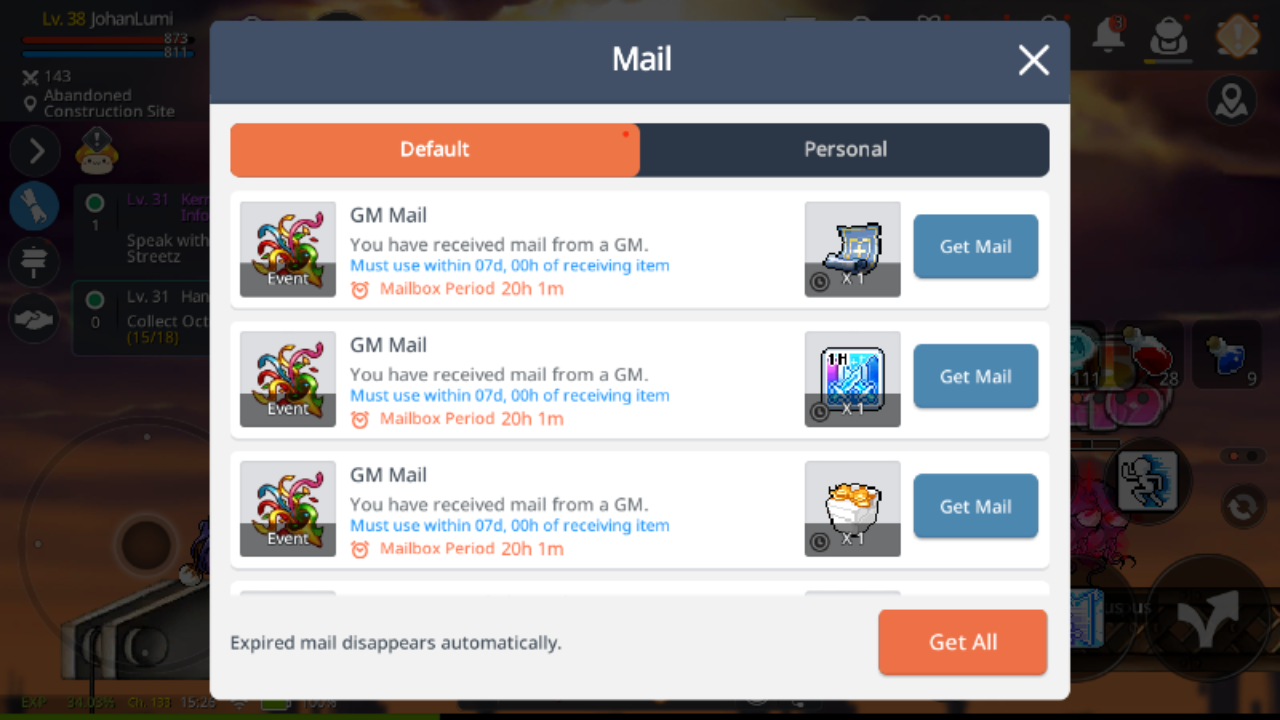 Lv. 38 JohanLumi
873
811
143
Abandoned
Construction Site
3
Mail
Default
Personal
Lv. 31
Info
1
Speak with
Streetz
Lv. 31 Han
0
Collect Oct
(15/18)
GM Mail
You have received mail from a GM.
Must use within 07d, 00h of receiving item
Mailbox Period 20h 1m
Event
X 1
Get Mail
GM Mail
You have received mail from a GM.
Must use within 07d, 00h of receiving item
Mailbox Period 20h 1m
Event
1H
X 1
Get Mail
GM Mail
You have received mail from a GM.
Must use within 07d, 00h of receiving item
Mailbox Period 20h 1m
Event
X 1
Get Mail
111
28
9
Expired mail disappears automatically.
Get All
EXP 34.03% Ch. 133 15:26 100%